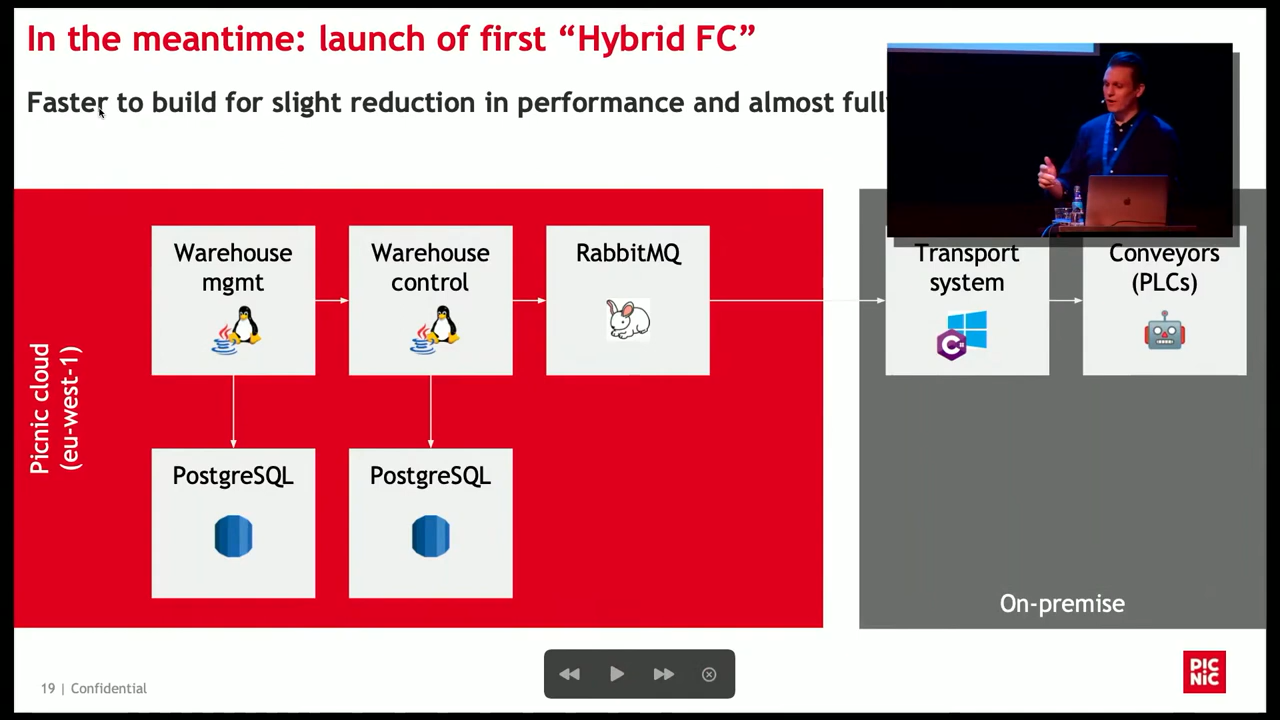 In the meantime: launch of first “Hybrid FC”
Faster to build for slight reduction in performance and almost full
Picnic cloud
(eu-west-1)
Warehouse
mgmt
Warehouse
control
RabbitMQ
Transport
system
Conveyors
(PLCs)
PostgreSQL
PostgreSQL
On-premise
19 | Confidential
PIC
NiC